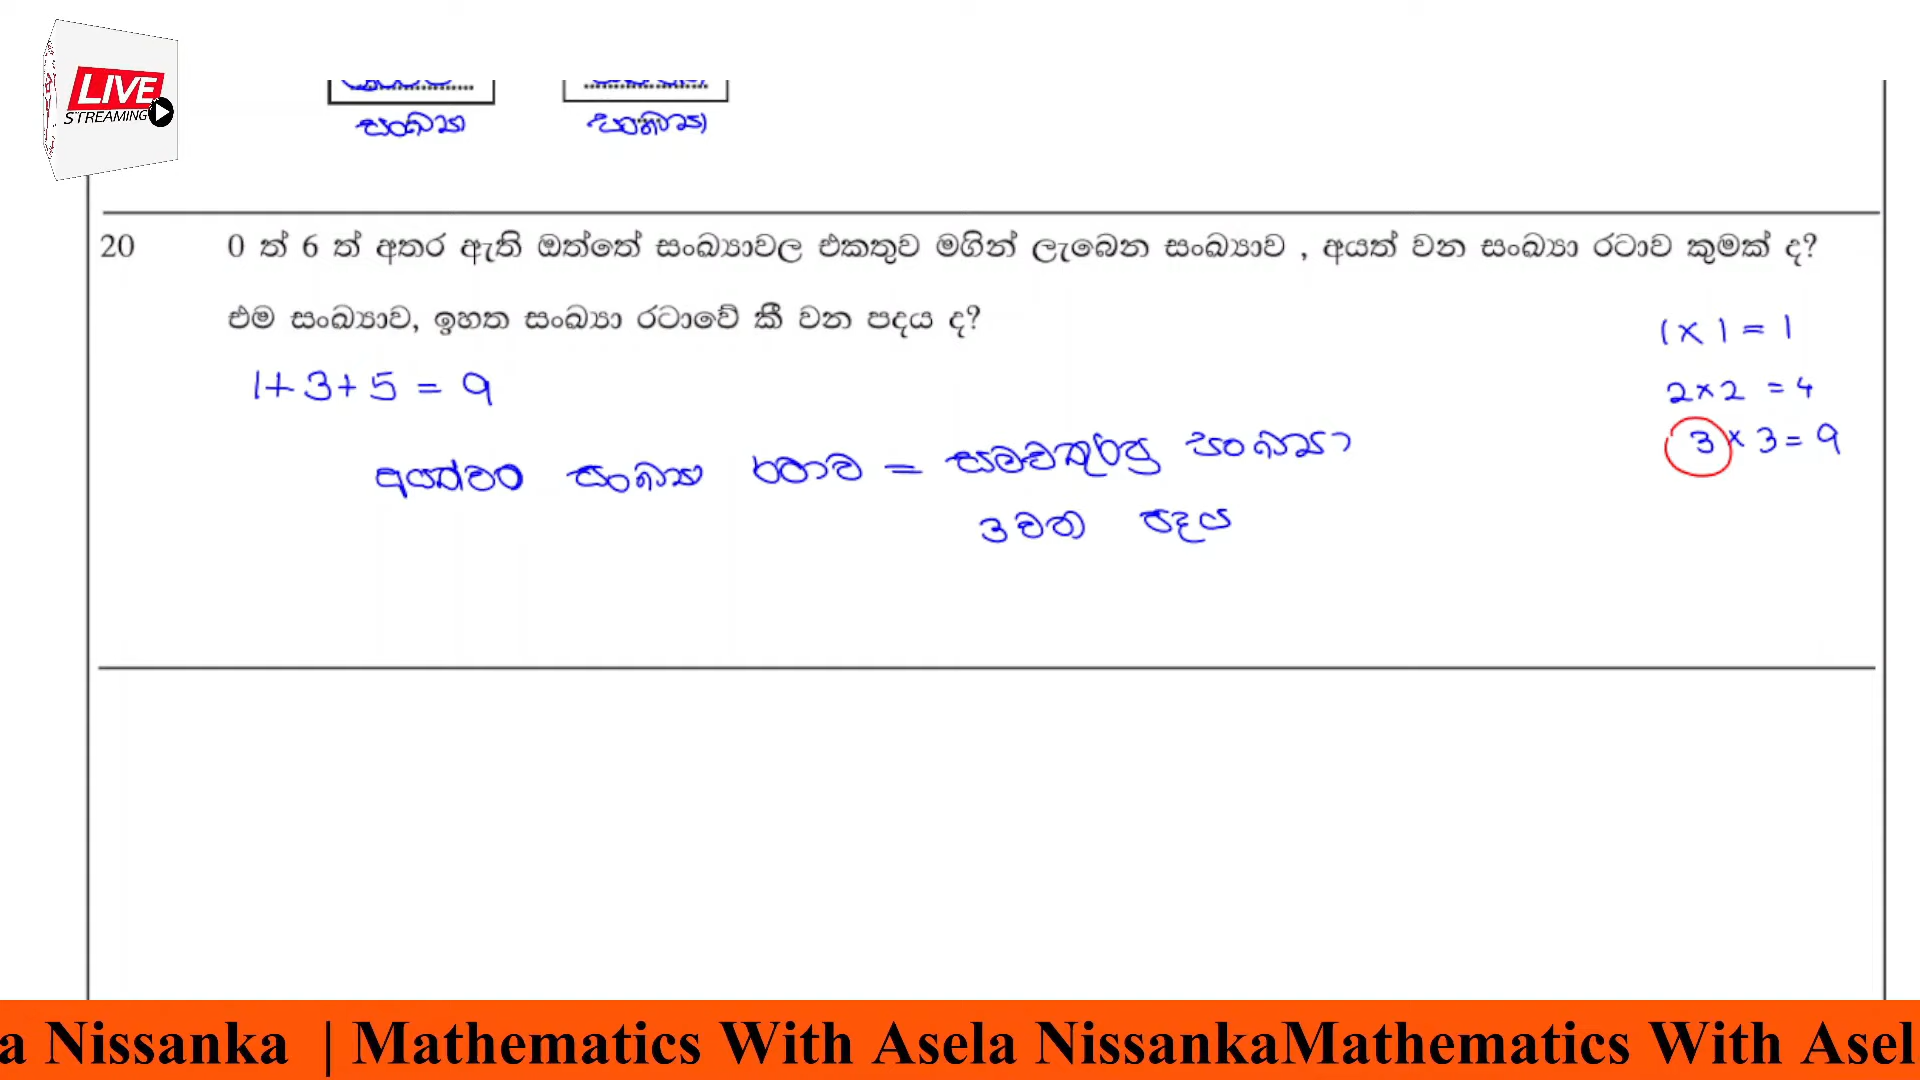 LIVE
STREAMING
සංඛ්‍යා සංඛ්‍යා
20 0 ත් 6 ත් අතර ඇති ඔත්තේ සංඛ්‍යාවල එකතුව මගින් ලැබෙන සංඛ්‍යාව , අයත් වන සංඛ්‍යා රටාව කුමක් ද?
එම සංඛ්‍යාව, ඉහත සංඛ්‍යා රටාවේ කී වන පදය ද?
1 × 1 = 1
1 + 3 + 5 = 9
2 × 2 = 4
3 × 3 = 9
අයත්වන සංඛ්‍යා රටාව = සමචතුරස්‍ර සංඛ්‍යා
3 වන පදය
a Nissanka | Mathematics With Asela NissankaMathematics With Asel